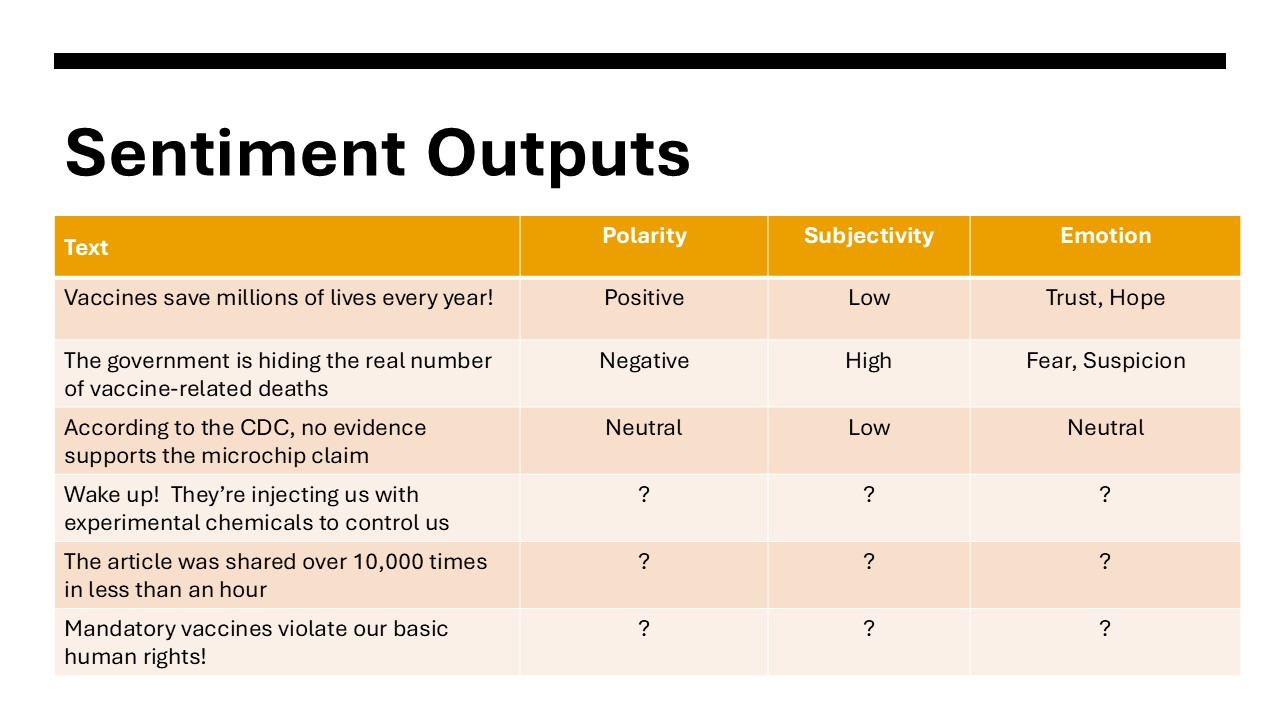 Sentiment Outputs
Text Polarity Subjectivity Emotion
Vaccines save millions of lives every year! Positive Low Trust, Hope
The government is hiding the real number Negative High Fear, Suspicion
of vaccine-related deaths
According to the CDC, no evidence Neutral Low Neutral
supports the microchip claim
Wake up!  They’re injecting us with ? ? ?
experimental chemicals to control us
The article was shared over 10,000 times ? ? ?
in less than an hour
Mandatory vaccines violate our basic ? ? ?
human rights!